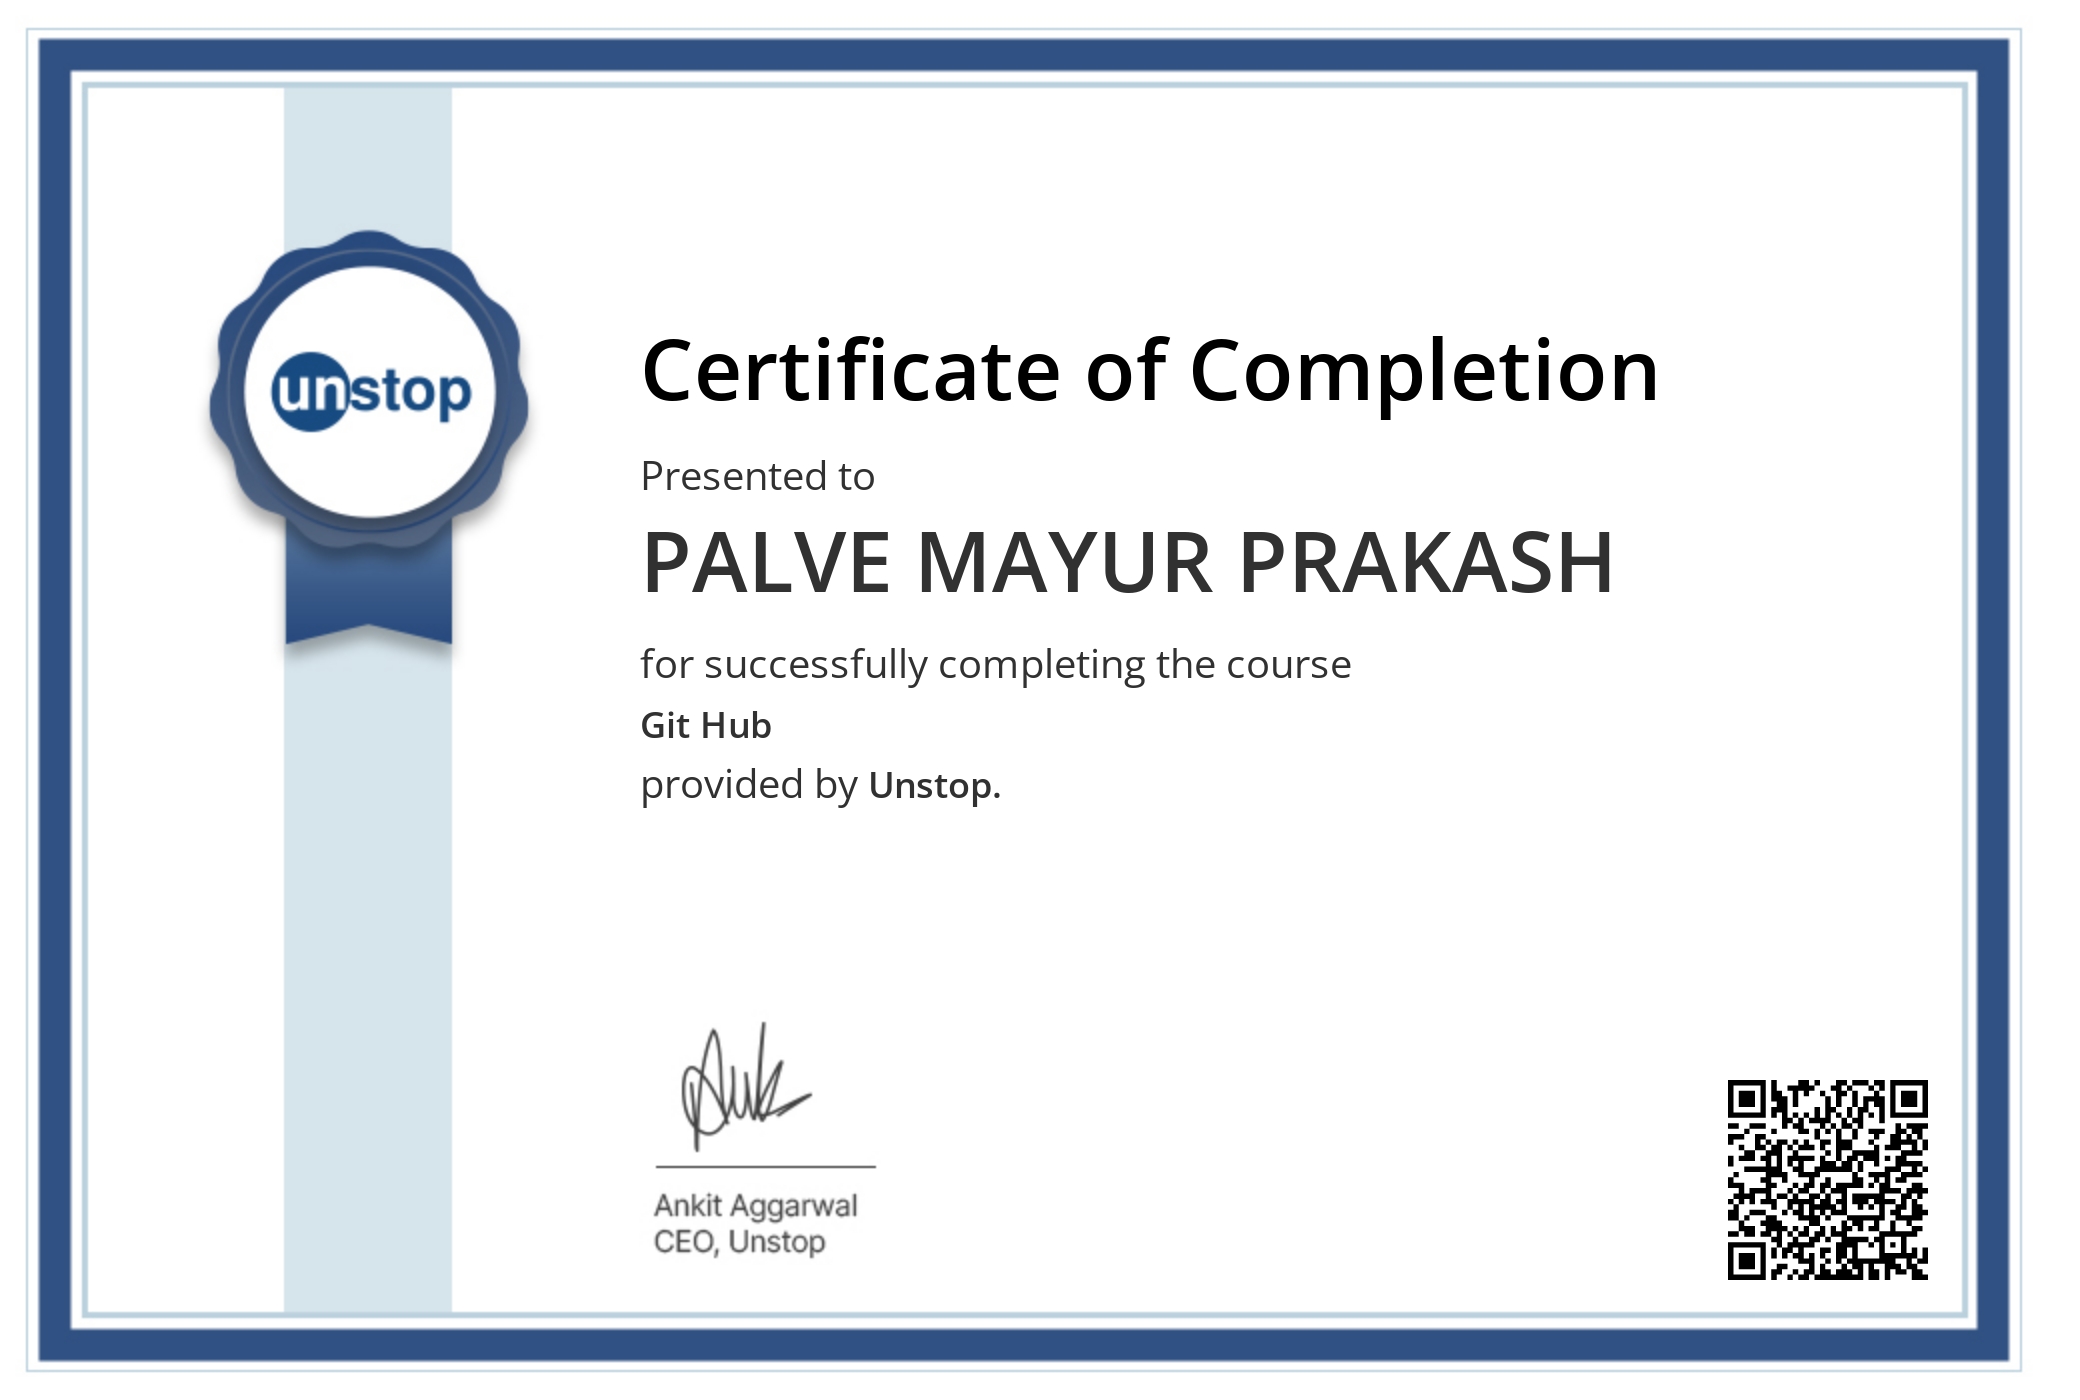 unstop
Certificate of Completion
Presented to
PALVE MAYUR PRAKASH
for successfully completing the course
Git Hub
provided by Unstop.
Ankit Aggarwal
CEO, Unstop